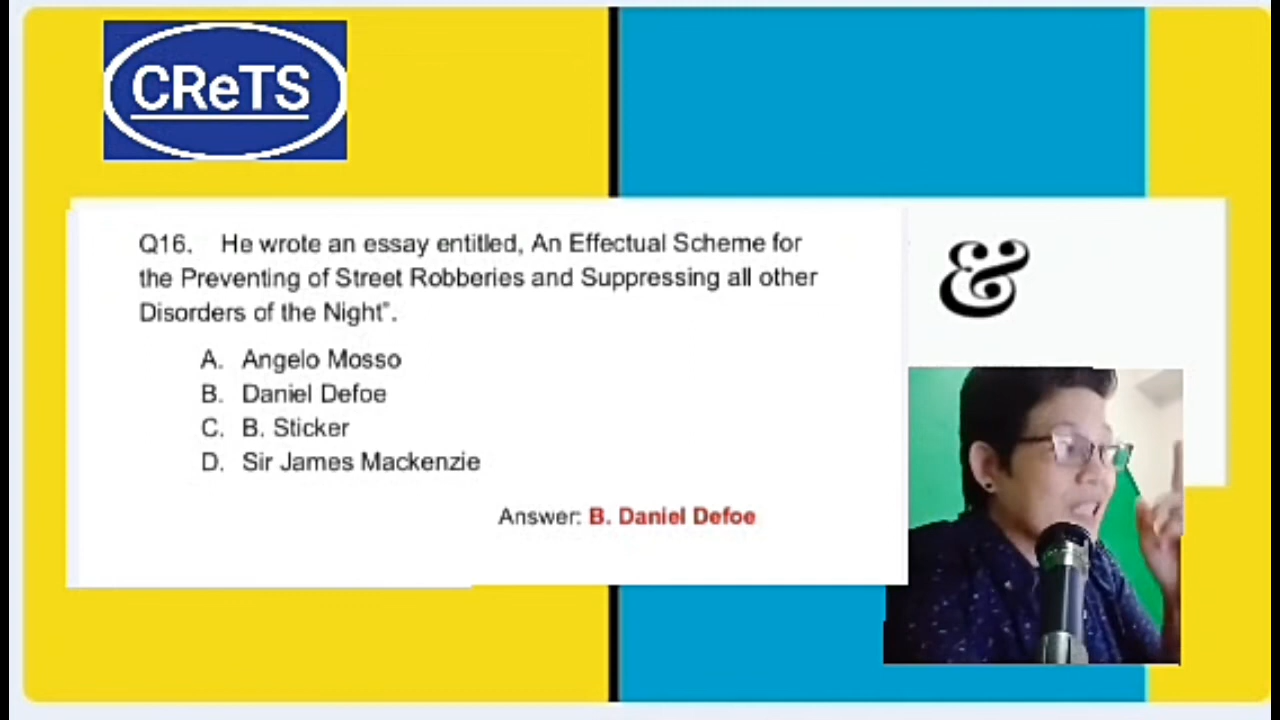 CReTS
Q16. He wrote an essay entitled, An Effectual Scheme for
the Preventing of Street Robberies and Suppressing all other
Disorders of the Night".
&
A. Angelo Mosso
B. Daniel Defoe
C. B. Sticker
D. Sir James Mackenzie
Answer: B. Daniel Defoe